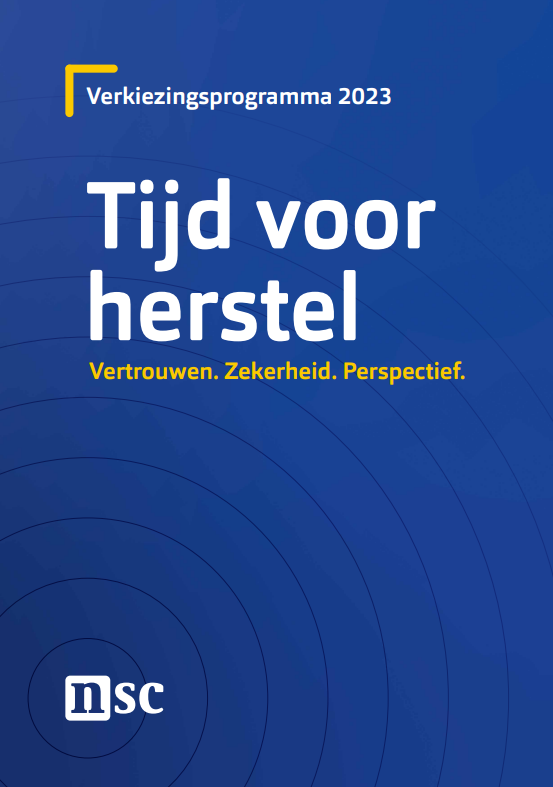 Verkiezingsprogramma 2023
Tijd voor
herstel
Vertrouwen. Zekerheid. Perspectief.
nsc